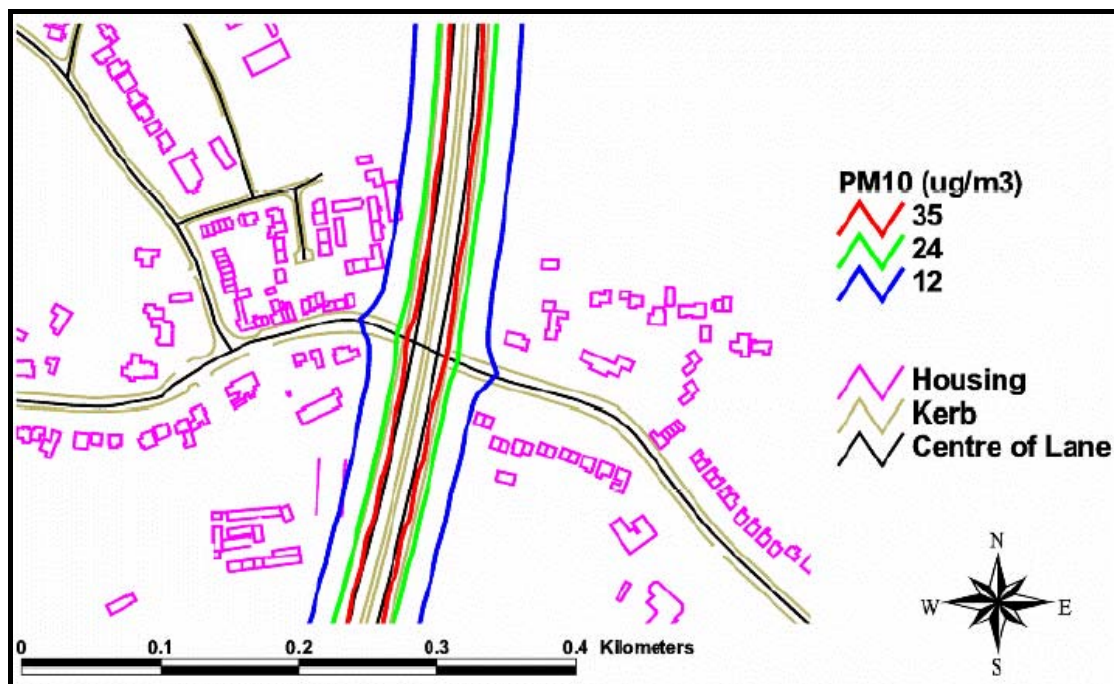 PM10 (ug/m3)
35
24
12
Housing
Kerb
Centre of Lane
N
W E
S
0 0.1 0.2 0.3 0.4 Kilometers